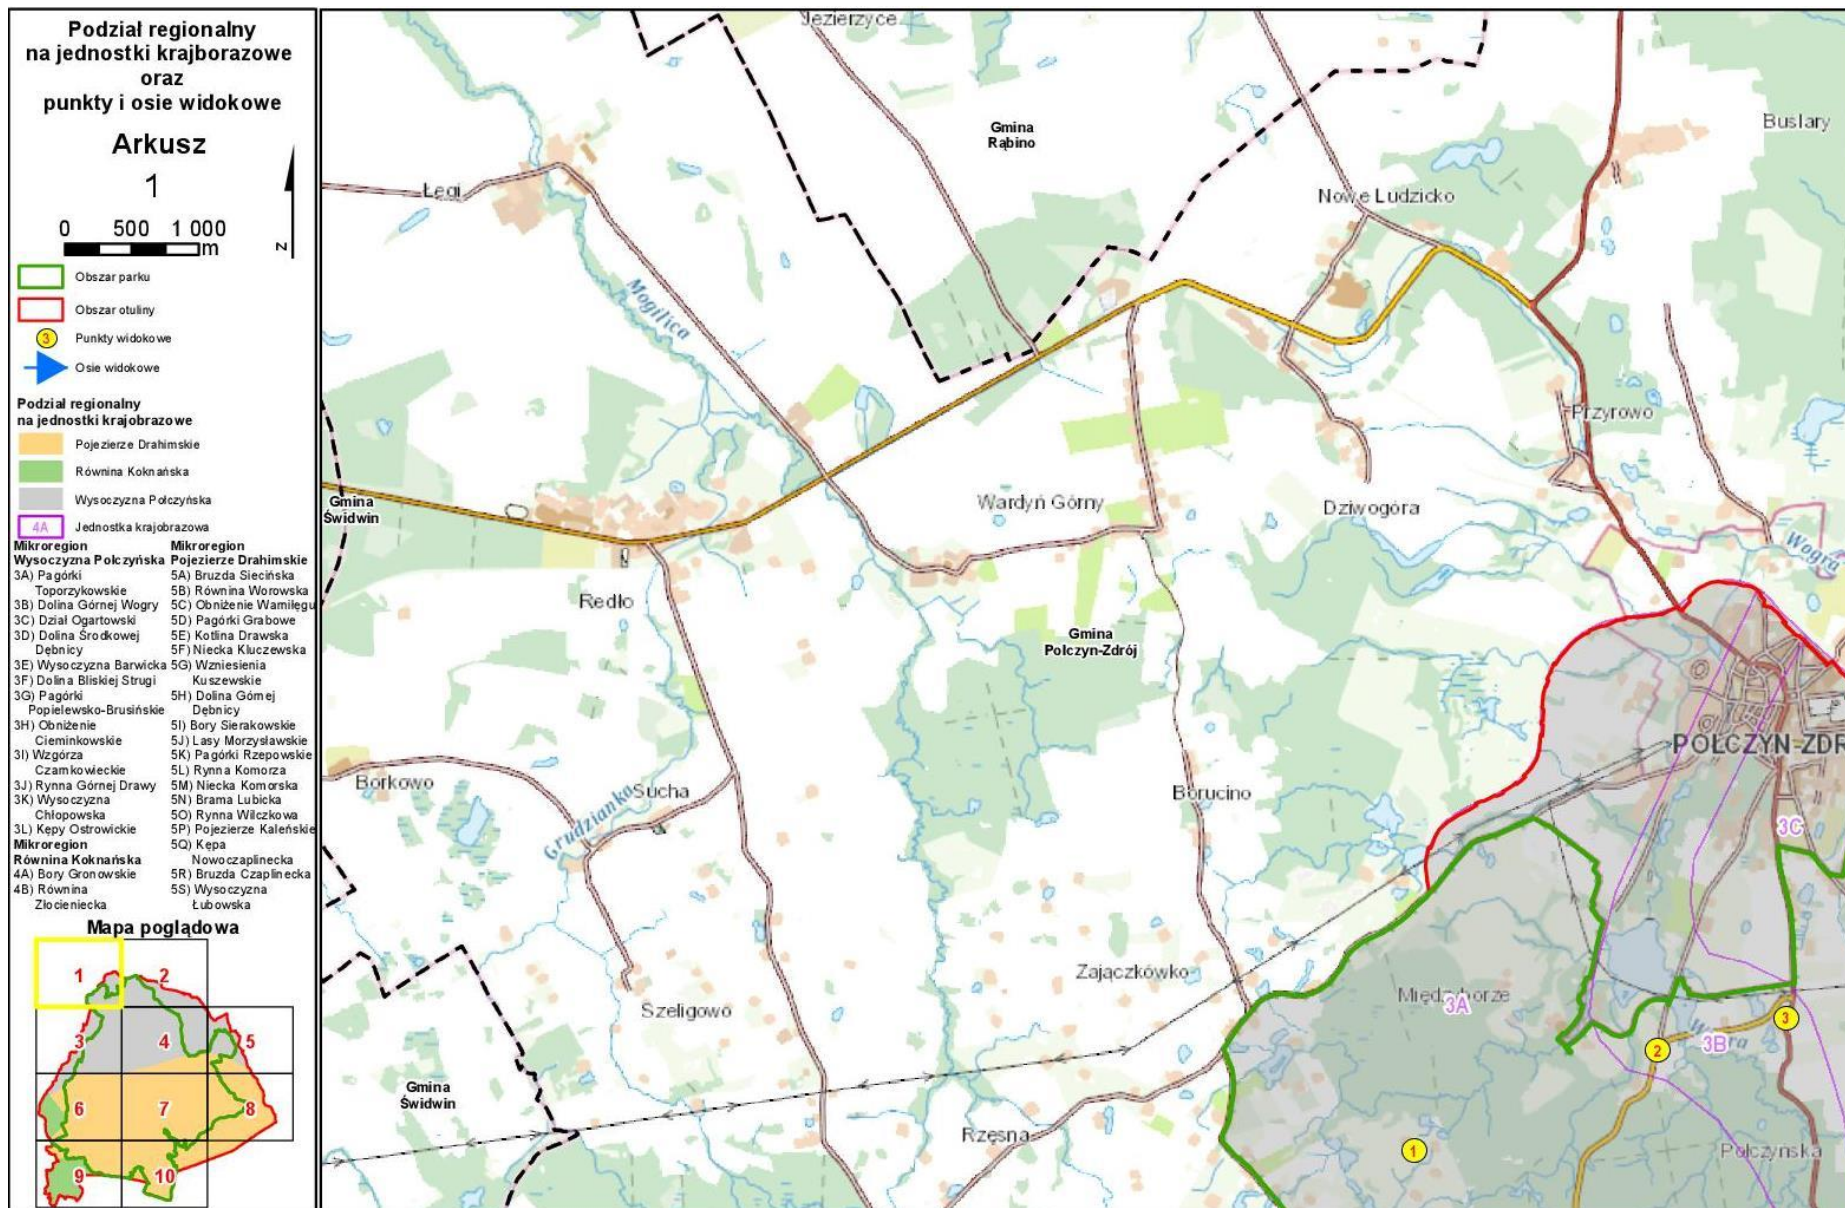 Podział regionalny
na jednostki krajborazowe
oraz
punkty i osie widokowe
Arkusz
1
0 500 1 000
m
z
Obszar parku
Obszar otuliny
3 Punkty widokowe
Osie widokowe
Podział regionalny
na jednostki krajobrazowe
Pojezierze Drahimskie
Równina Koknańska
Wysoczyzna Połczyńska
4A Jednostka krajobrazowa
Mikroregion
Wysoczyzna Połczyńska
3A) Pagórki
Toporzykowskie
3B) Dolina Górnej Wogry
3C) Dział Ogartowski
3D) Dolina Środkowej
Dębnicy
3E) Wysoczyzna Barwicka
3F) Dolina Bliskiej Strugi
3G) Pagórki
Popielewsko-Brusińskie
3H) Obniżenie
Cieminkowskie
3I) Wzgórza
Czarnkowieckie
3J) Rynna Górnej Drawy
3K) Wysoczyzna
Chłopowska
3L) Kępy Ostrowickie
Mikroregion
Równina Koknańska
4A) Bory Gronowskie
4B) Równina
Złocieniecka
Mikroregion
Pojezierze Drahimskie
5A) Bruzda Siecińska
5B) Równina Worowska
5C) Obniżenie Wamiłęgu
5D) Pagórki Grabowe
5E) Kotlina Drawska
5F) Niecka Kluczewska
5G) Wzniesienia
Kuszewskie
5H) Dolina Górnej
Dębnicy
5I) Bory Sierakowskie
5J) Lasy Morzysławskie
5K) Pagórki Rzepowskie
5L) Rynna Komorza
5M) Niecka Komorska
5N) Brama Lubicka
5O) Rynna Wilczkowa
5P) Pojezierze Kaleńskie
5Q) Kępa
Nowoczaplinecka
5R) Bruzda Czaplinecka
5S) Wysoczyzna
Łubowska
Mapa poglądowa
1 2
3 4 5
6 7 8
9 10
Jezierzyce
Gmina
Rąbino
Buslary
Łęgi
Nowe Ludzicko
Mogilica
Przyrowo
Gmina
Świdwin
Wardyń Górny
Dziwogóra
Wogra
Redło
Gmina
Połczyn-Zdrój
POŁCZYN-ZDR
Borkowo
Sucha
Borucino
Grudzianka
3C
Zajączkówko
Międzyborze
3A
Szeligowo
3
2
3B
Gmina
Świdwin
Rzęsna
1
Połczyńska